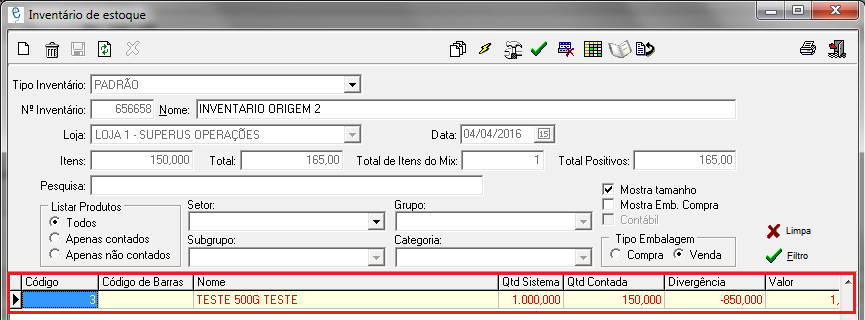 Inventário de estoque
Tipo Inventário: PADRÃO
Nº Inventário: 656658 Nome: INVENTARIO ORIGEM 2
Loja: LOJA 1 - SUPERUS OPERAÇÕES Data: 04/04/2016 15
Itens: 150,000 Total: 165,00 Total de Itens do Mix: 1 Total Positivos: 165,00
Pesquisa:
Mostra tamanho
Mostra Emb. Compra
Contábil
Listar Produtos
Todos
Apenas contados
Apenas não contados
Setor: Grupo:
Subgrupo: Categoria:
Tipo Embalagem
Compra Venda
Limpa
Filtro
Código Código de Barras Nome Qtd Sistema Qtd Contada Divergência Valor
3 TESTE 500G TESTE 1.000,000 150,000 -850,000 1,